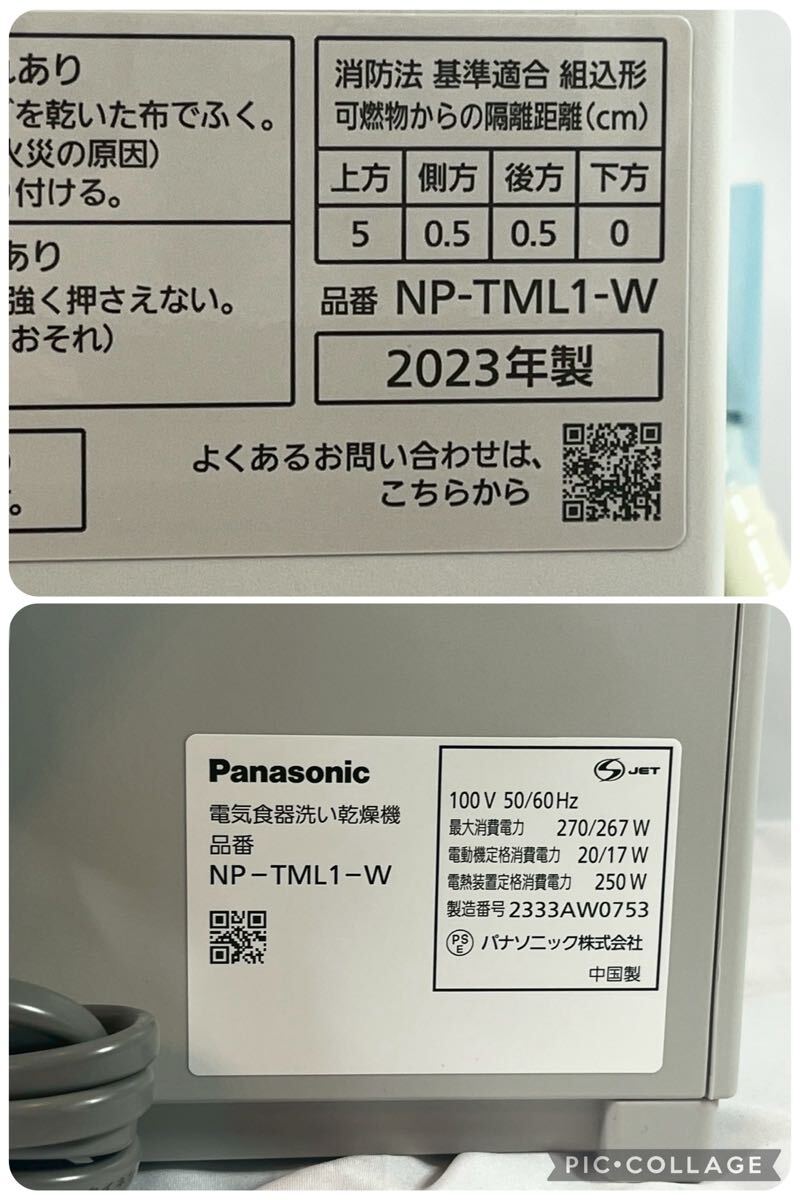 あり
を乾いた布でふく。
火災の原因)
付ける。
あり
強く押さえない。
おそれ)
消防法 基準適合 組込形
可燃物からの隔離距離(cm)
上方 側方 後方 下方
5 0.5 0.5 0
品番 NP-TML1-W
2023年製
よくあるお問い合わせは、
こちらから
Panasonic
電気食器洗い乾燥機
品番
NP-TML1-W
JET
100V 50/60Hz
最大消費電力 270/267W
電動機定格消費電力 20/17W
電熱装置定格消費電力 250W
製造番号 2333AW0753
PSE パナソニック株式会社
中国製
PIC•COLLAGE